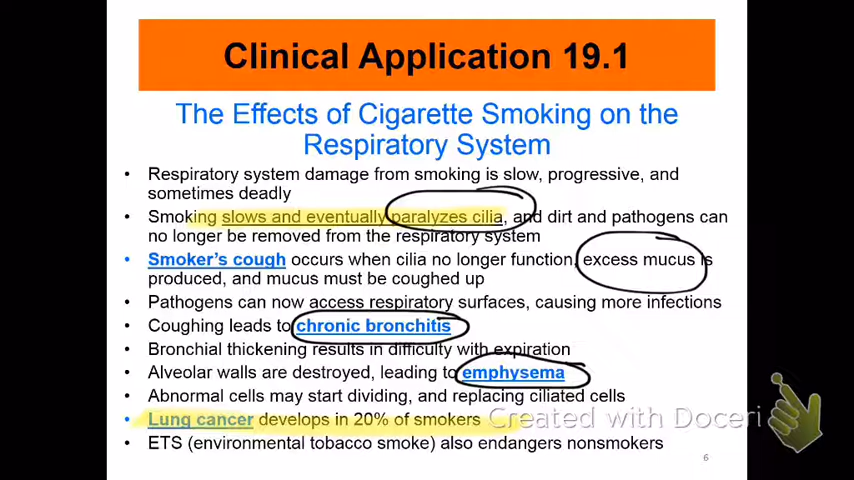 Clinical Application 19.1
The Effects of Cigarette Smoking on the
Respiratory System
• Respiratory system damage from smoking is slow, progressive, and
sometimes deadly
• Smoking slows and eventually paralyzes cilia, and dirt and pathogens can
no longer be removed from the respiratory system
• Smoker's cough occurs when cilia no longer function, excess mucus is
produced, and mucus must be coughed up
• Pathogens can now access respiratory surfaces, causing more infections
• Coughing leads to chronic bronchitis
• Bronchial thickening results in difficulty with expiration
• Alveolar walls are destroyed, leading to emphysema
• Abnormal cells may start dividing, and replacing ciliated cells
• Lung cancer develops in 20% of smokers
Created with Doceri
• ETS (environmental tobacco smoke) also endangers nonsmokers
6